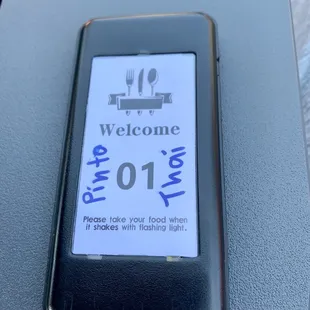 Welcome
Pinto
01
Thai
Please take your food when
it shakes with flashing light.